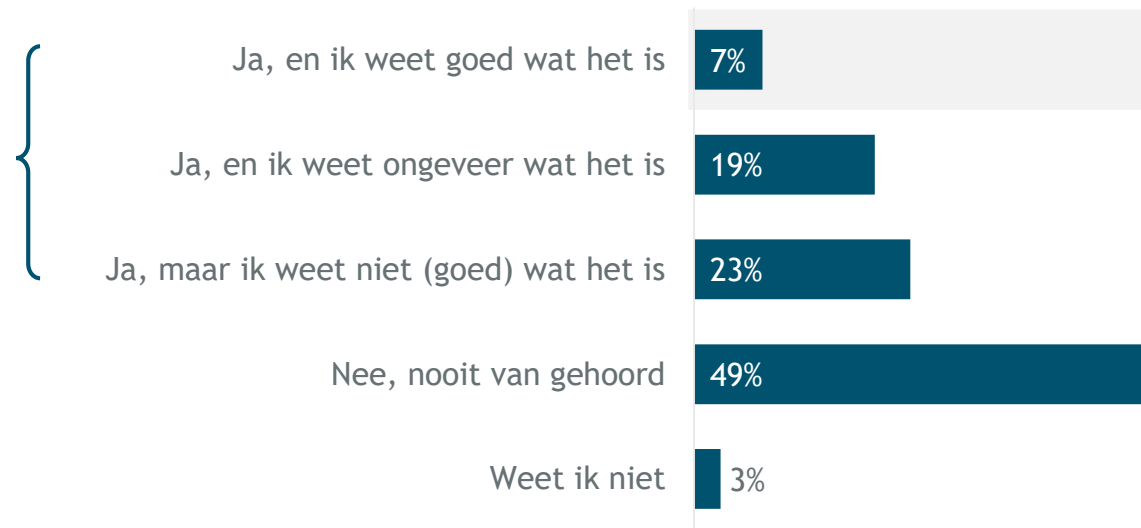 Ja, en ik weet goed wat het is 7%
Ja, en ik weet ongeveer wat het is 19%
Ja, maar ik weet niet (goed) wat het is 23%
Nee, nooit van gehoord 49%
Weet ik niet 3%